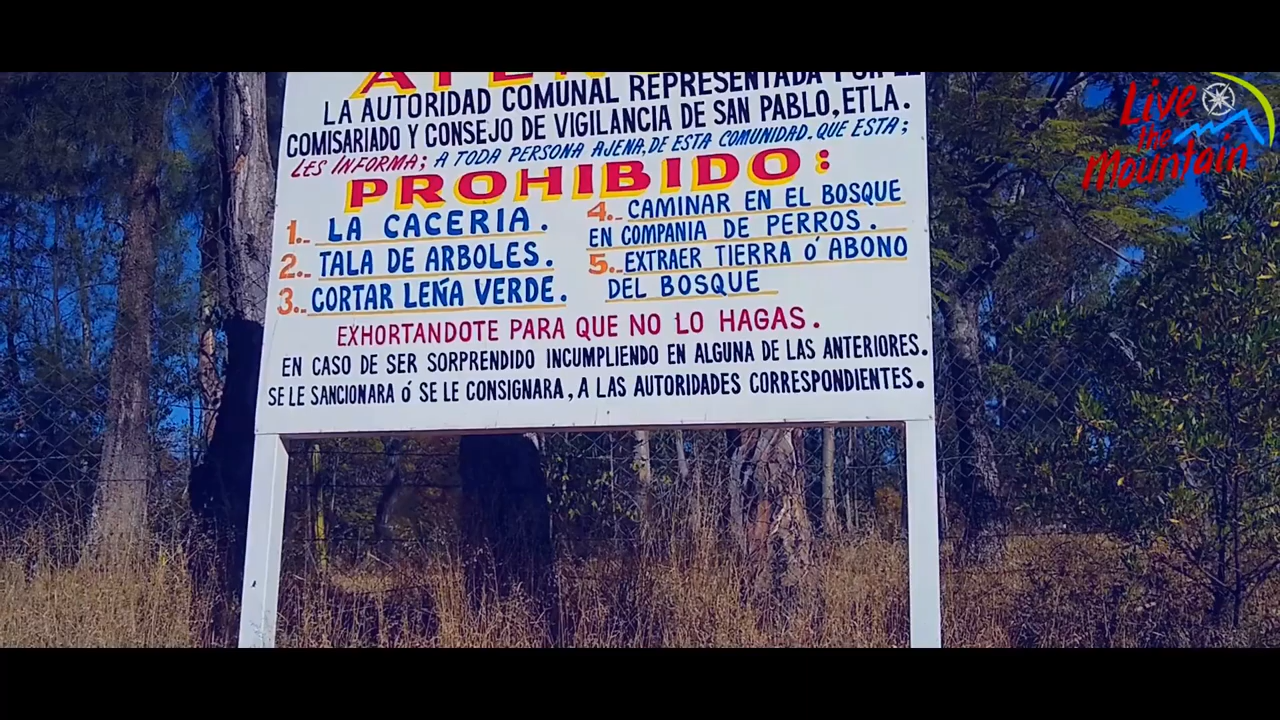 LA AUTORIDAD COMUNAL REPRESENTADA POR EL
COMISARIADO Y CONSEJO DE VIGILANCIA DE SAN PABLO, ETLA.
LES INFORMA; A TODA PERSONA AJENA, DE ESTA COMUNIDAD. QUE ESTA;
PROHIBIDO:
1.- LA CACERIA.
2.- TALA DE ARBOLES.
3.- CORTAR LEÑA VERDE.
4.- CAMINAR EN EL BOSQUE
EN COMPANIA DE PERROS.
5.- EXTRAER TIERRA Ó ABONO
DEL BOSQUE
EXHORTANDOTE PARA QUE NO LO HAGAS.
EN CASO DE SER SORPRENDIDO INCUMPLIENDO EN ALGUNA DE LAS ANTERIORES.
SE LE SANCIONARA Ó SE LE CONSIGNARA, A LAS AUTORIDADES CORRESPONDIENTES.
Live
the
Mountain